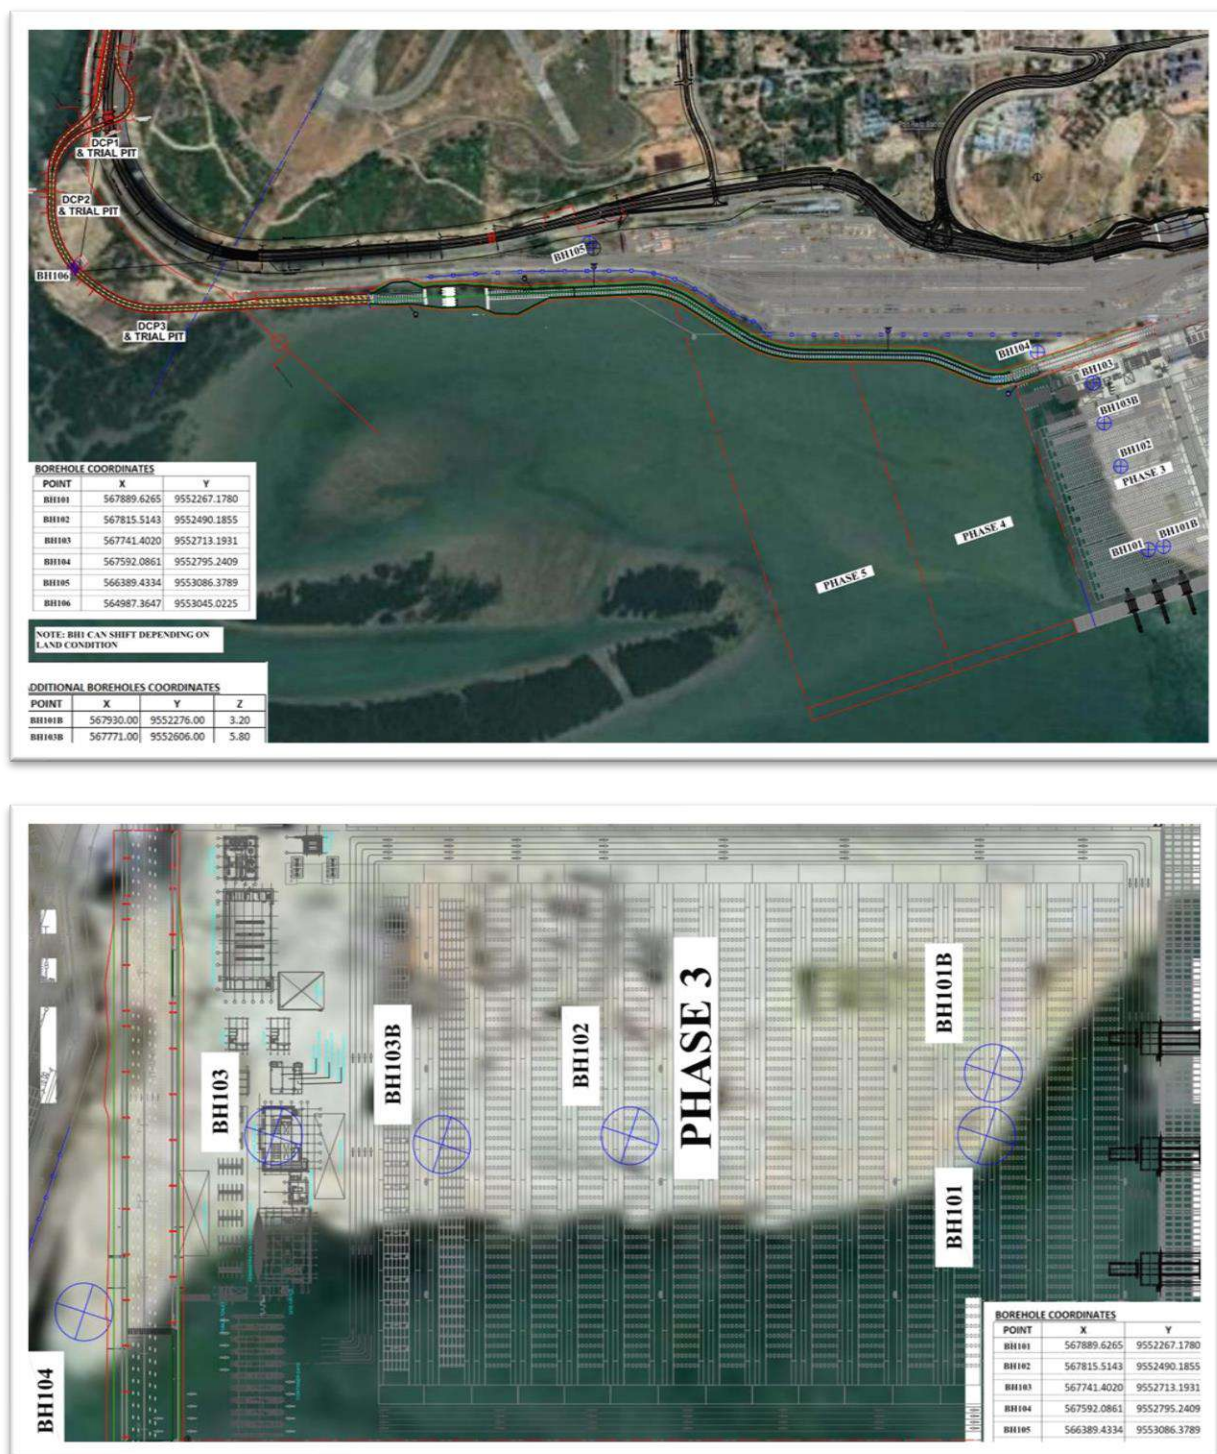 DCP1
& TRIAL PIT
DCP2
& TRIAL PIT
BH106
DCP3
& TRIAL PIT
BH105
BH104
BH103
BH103B
BH102
PHASE 3
BH101B
BH101
PHASE 4
PHASE 5
BOREHOLE COORDINATES
POINT X Y
BH101 567889.6265 9552267.1780
BH102 567815.5143 9552490.1855
BH103 567741.4020 9552713.1931
BH104 567592.0861 9552795.2409
BH105 566389.4334 9553086.3789
BH106 564987.3647 9553045.0225
NOTE: BH1 CAN SHIFT DEPENDING ON
LAND CONDITION
DDITIONAL BOREHOLES COORDINATES
POINT X Y Z
BH101B 567930.00 9552276.00 3.20
BH103B 567771.00 9552606.00 5.80
BH103
BH103B
BH102
PHASE 3
BH101B
BH101
BH104
BOREHOLE COORDINATES
POINT X Y
BH101 567889.6265 9552267.1780
BH102 567815.5143 9552490.1855
BH103 567741.4020 9552713.1931
BH104 567592.0861 9552795.2409
BH105 566389.4334 9553086.3789